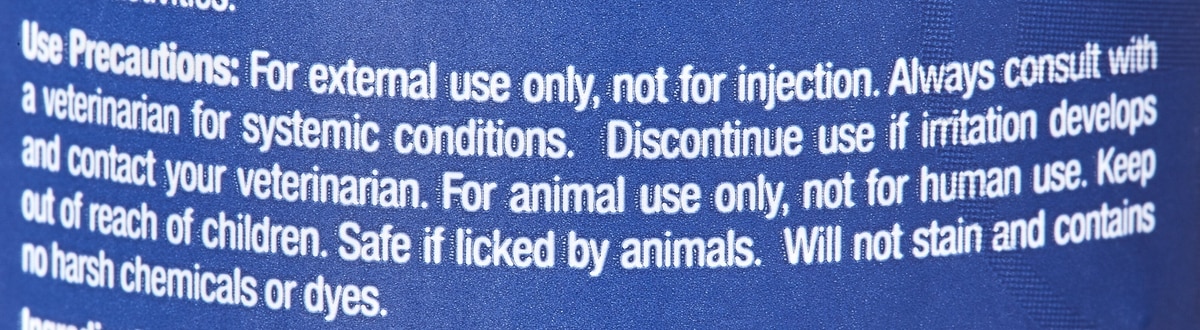 Use Precautions: For external use only, not for injection. Always consult with
a veterinarian for systemic conditions. Discontinue use if irritation develops
and contact your veterinarian. For animal use only, not for human use. Keep
out of reach of children. Safe if licked by animals. Will not stain and contains
no harsh chemicals or dyes.